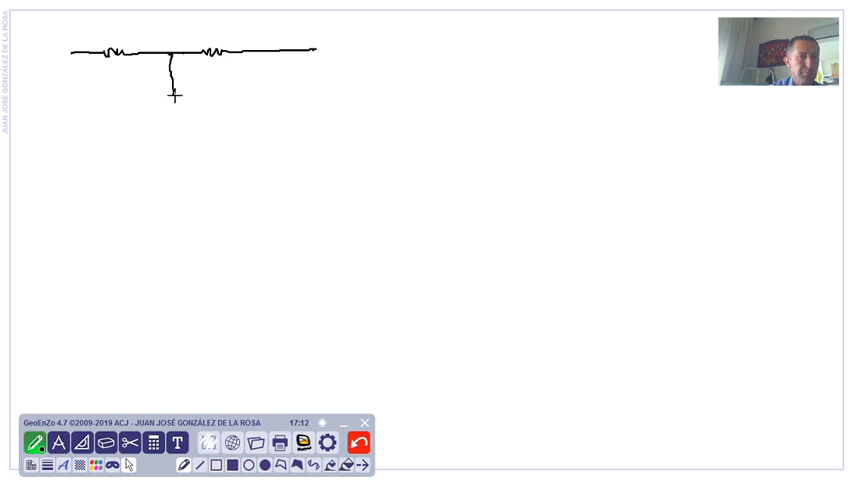 JUAN JOSÉ GONZÁLEZ DE LA ROSA
GeoEnZo 4.7 ©2009-2019 ACJ - JUAN JOSÉ GONZÁLEZ DE LA ROSA 17:12